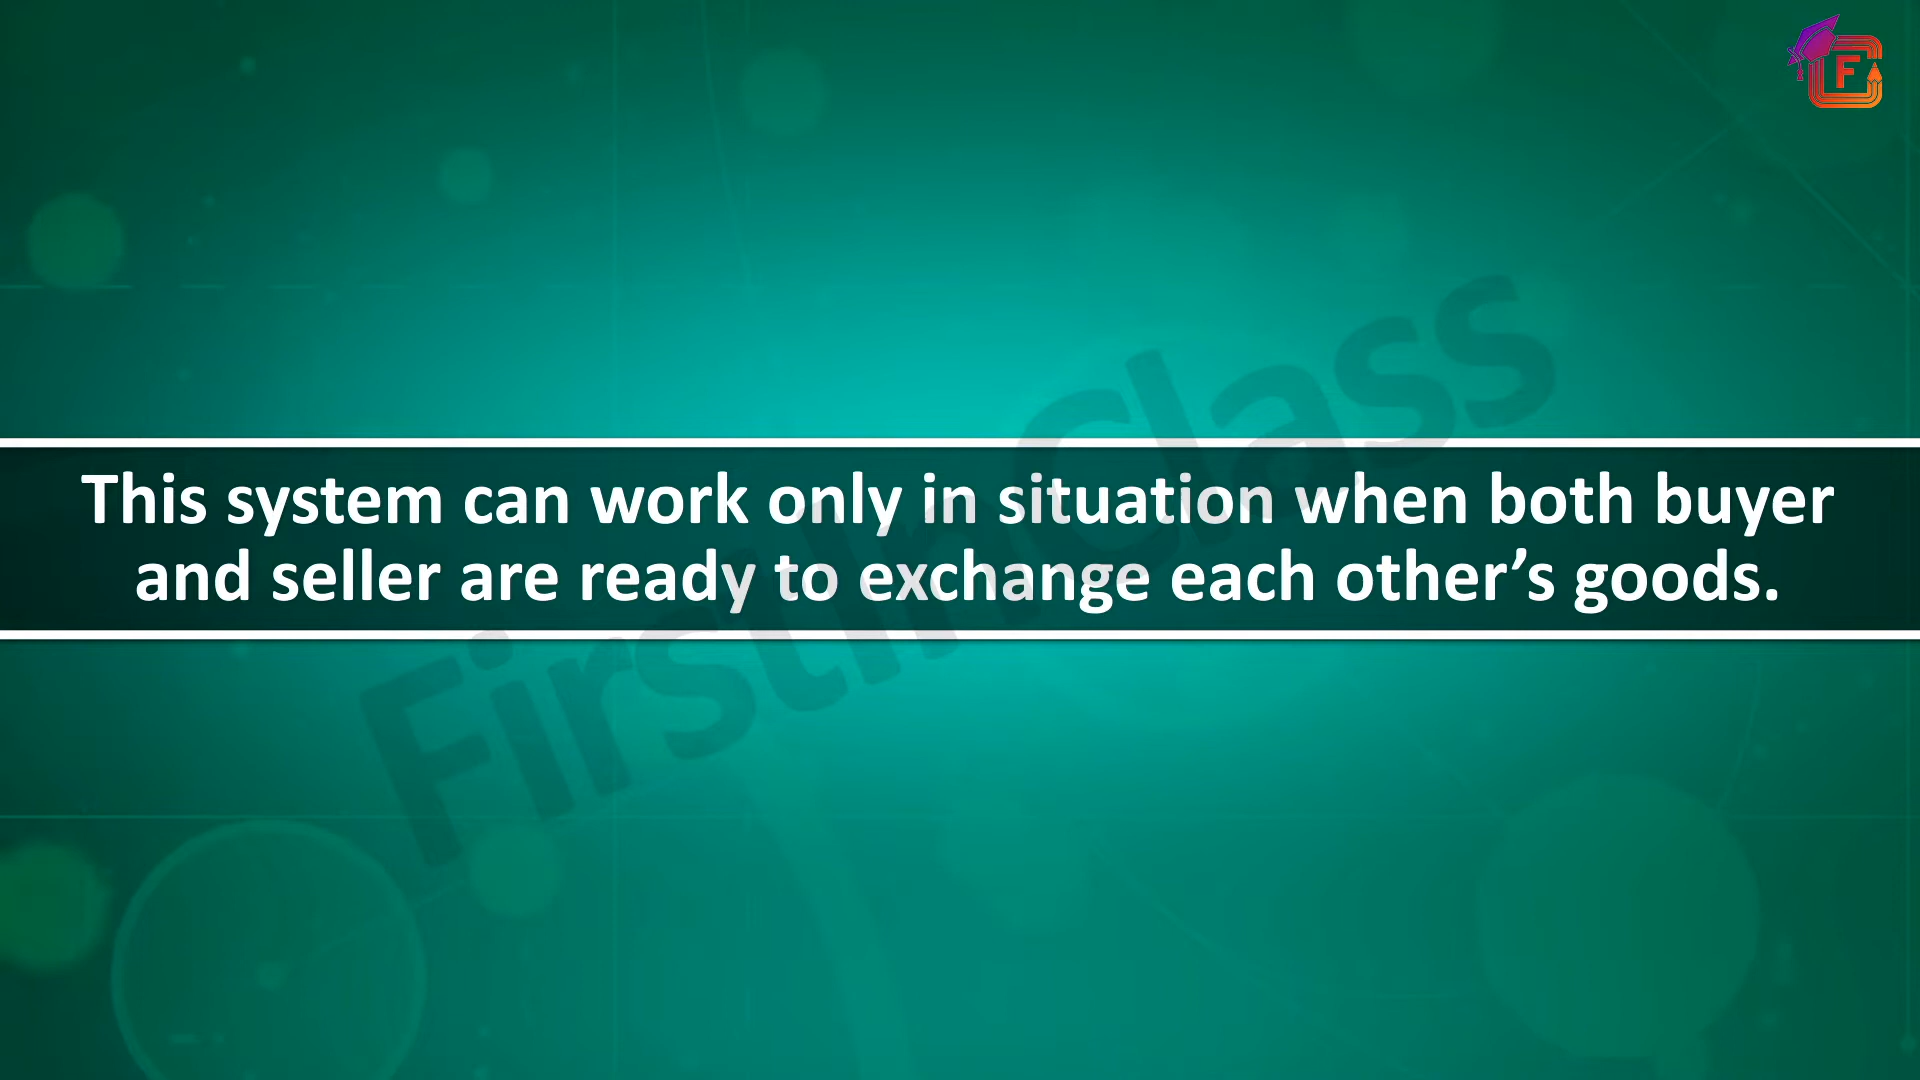 This system can work only in situation when both buyer
and seller are ready to exchange each other’s goods.
FirstInClass
F